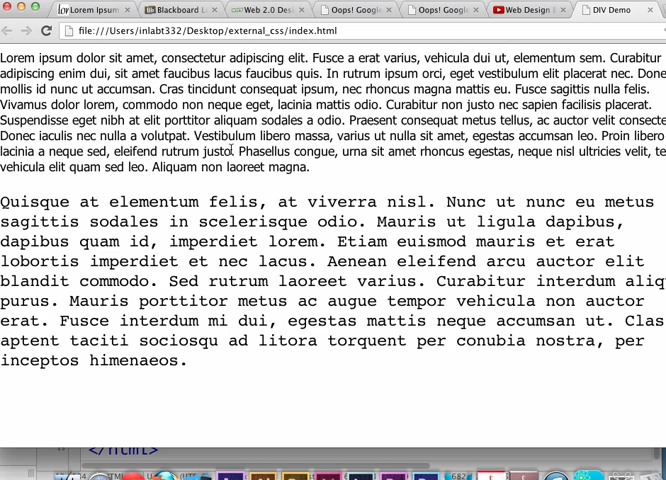 Lorem Ipsum
Blackboard L
Web 2.0 Des
Oops! Google
Oops! Google
Web Design
DIV Demo
file:///Users/inlabt332/Desktop/external_css/index.html
Lorem ipsum dolor sit amet, consectetur adipiscing elit. Fusce a erat varius, vehicula dui ut, elementum sem. Curabitur
adipiscing enim dui, sit amet faucibus lacus faucibus quis. In rutrum ipsum orci, eget vestibulum elit placerat nec. Done
mollis id nunc ut accumsan. Cras tincidunt consequat ipsum, nec rhoncus magna mattis eu. Fusce sagittis nulla felis.
Vivamus dolor lorem, commodo non neque eget, lacinia mattis odio. Curabitur non justo nec sapien facilisis placerat.
Suspendisse eget nibh at elit porttitor aliquam sodales a odio. Praesent consequat metus tellus, ac auctor velit consecte
Donec iaculis nec nulla a volutpat. Vestibulum libero massa, varius ut nulla sit amet, egestas accumsan leo. Proin libero
lacinia a neque sed, eleifend rutrum justo. Phasellus congue, urna sit amet rhoncus egestas, neque nisl ultricies velit, te
vehicula elit quam sed leo. Aliquam non laoreet magna.
Quisque at elementum felis, at viverra nisl. Nunc ut nunc eu metus
sagittis sodales in scelerisque odio. Mauris ut ligula dapibus,
dapibus quam id, imperdiet lorem. Etiam euismod mauris et erat
lobortis imperdiet et nec lacus. Aenean eleifend arcu auctor elit
blandit commodo. Sed rutrum laoreet varius. Curabitur interdum aliq
purus. Mauris porttitor metus ac augue tempor vehicula non auctor
erat. Fusce interdum mi dui, egestas mattis neque accumsan ut. Clas
aptent taciti sociosqu ad litora torquent per conubia nostra, per
inceptos himenaeos.
</html>